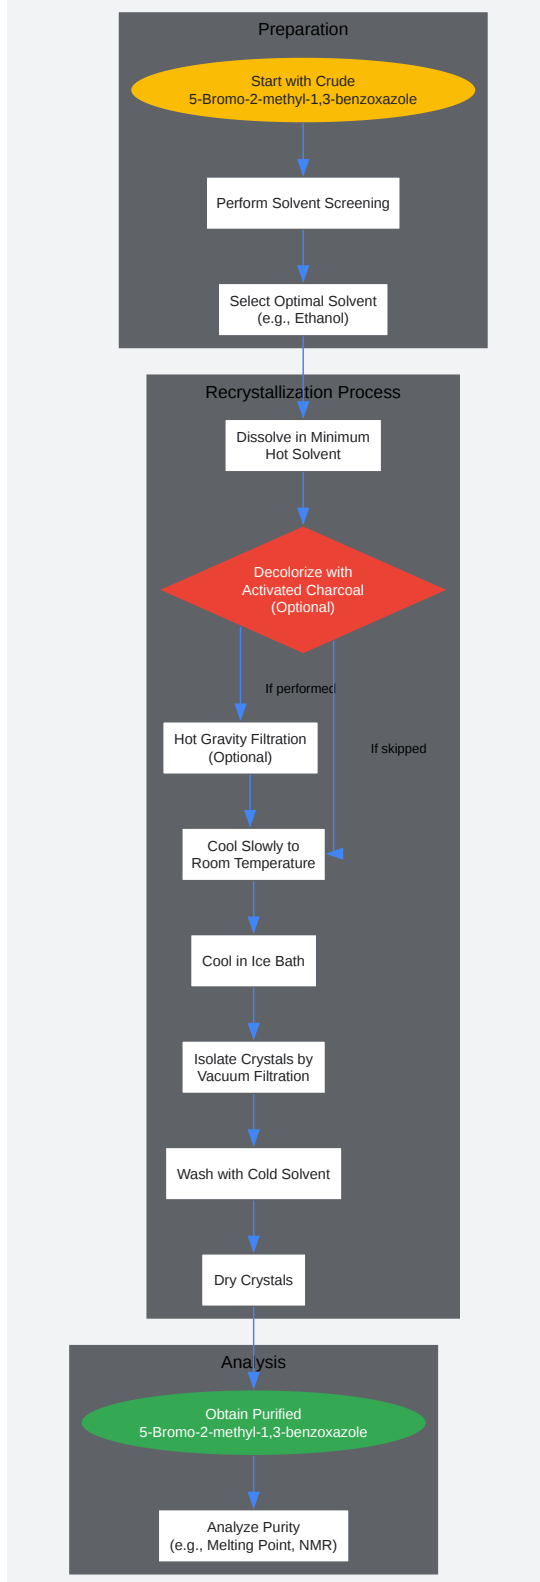 Preparation
Start with Crude
5-Bromo-2-methyl-1,3-benzoxazole
Perform Solvent Screening
Select Optimal Solvent
(e.g., Ethanol)
Recrystallization Process
Dissolve in Minimum
Hot Solvent
Decolorize with
Activated Charcoal
(Optional)
If performed
Hot Gravity Filtration
(Optional)
If skipped
Cool Slowly to
Room Temperature
Cool in Ice Bath
Isolate Crystals by
Vacuum Filtration
Wash with Cold Solvent
Dry Crystals
Analysis
Obtain Purified
5-Bromo-2-methyl-1,3-benzoxazole
Analyze Purity
(e.g., Melting Point, NMR)